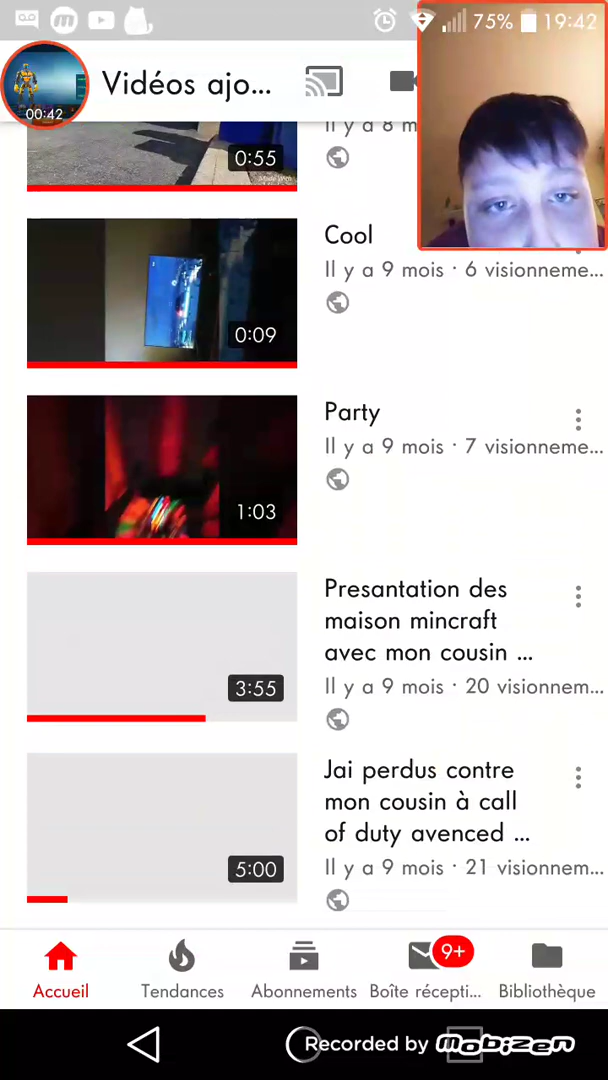 75% 19:42
Vidéos ajo...
00:42
Il y a 8 m
0:55
Cool
Il y a 9 mois · 6 visionneme...
0:09
Party
Il y a 9 mois · 7 visionneme...
1:03
Presantation des
maison mincraft
avec mon cousin ...
Il y a 9 mois · 20 visionnem...
3:55
Jai perdus contre
mon cousin à call
of duty avenced ...
Il y a 9 mois · 21 visionnem...
5:00
9+
Accueil Tendances Abonnements Boîte récepti... Bibliothèque
Recorded by mobizen